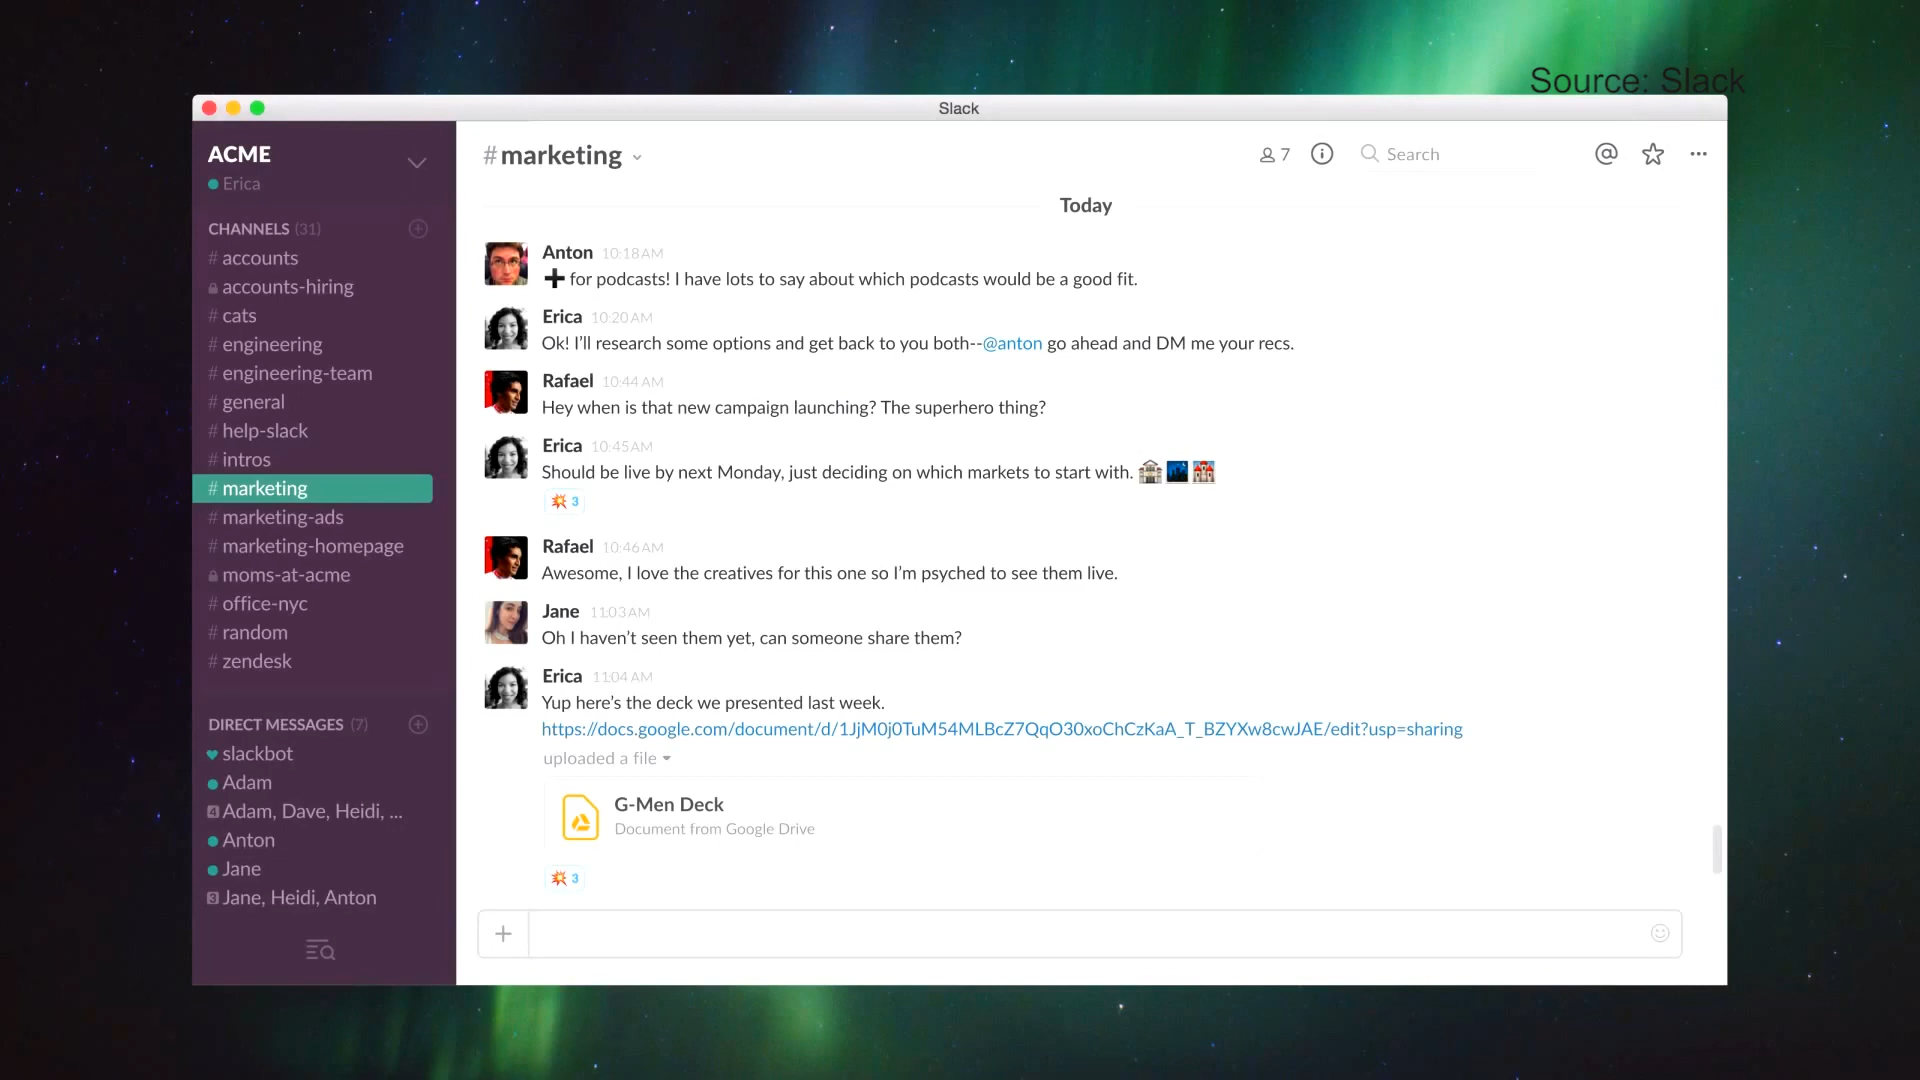 Source: Slack
Slack
ACME
Erica
CHANNELS (31)
# accounts
accounts-hiring
# cats
# engineering
# engineering-team
# general
# help-slack
# intros
# marketing
# marketing-ads
# marketing-homepage
moms-at-acme
# office-nyc
# random
# zendesk
DIRECT MESSAGES (7)
slackbot
Adam
4 Adam, Dave, Heidi, ...
Anton
Jane
3 Jane, Heidi, Anton
#marketing
7
Search
Today
Anton 10:18 AM
for podcasts! I have lots to say about which podcasts would be a good fit.
Erica 10:20 AM
Ok! I’ll research some options and get back to you both--@anton go ahead and DM me your recs.
Rafael 10:44 AM
Hey when is that new campaign launching? The superhero thing?
Erica 10:45 AM
Should be live by next Monday, just deciding on which markets to start with.
3
Rafael 10:46 AM
Awesome, I love the creatives for this one so I’m psyched to see them live.
Jane 11:03 AM
Oh I haven’t seen them yet, can someone share them?
Erica 11:04 AM
Yup here’s the deck we presented last week.
https://docs.google.com/document/d/1JjM0j0TuM54MLBcZ7QqO30xoChCzKaA_T_BZYXw8cwJAE/edit?usp=sharing
uploaded a file
G-Men Deck
Document from Google Drive
3